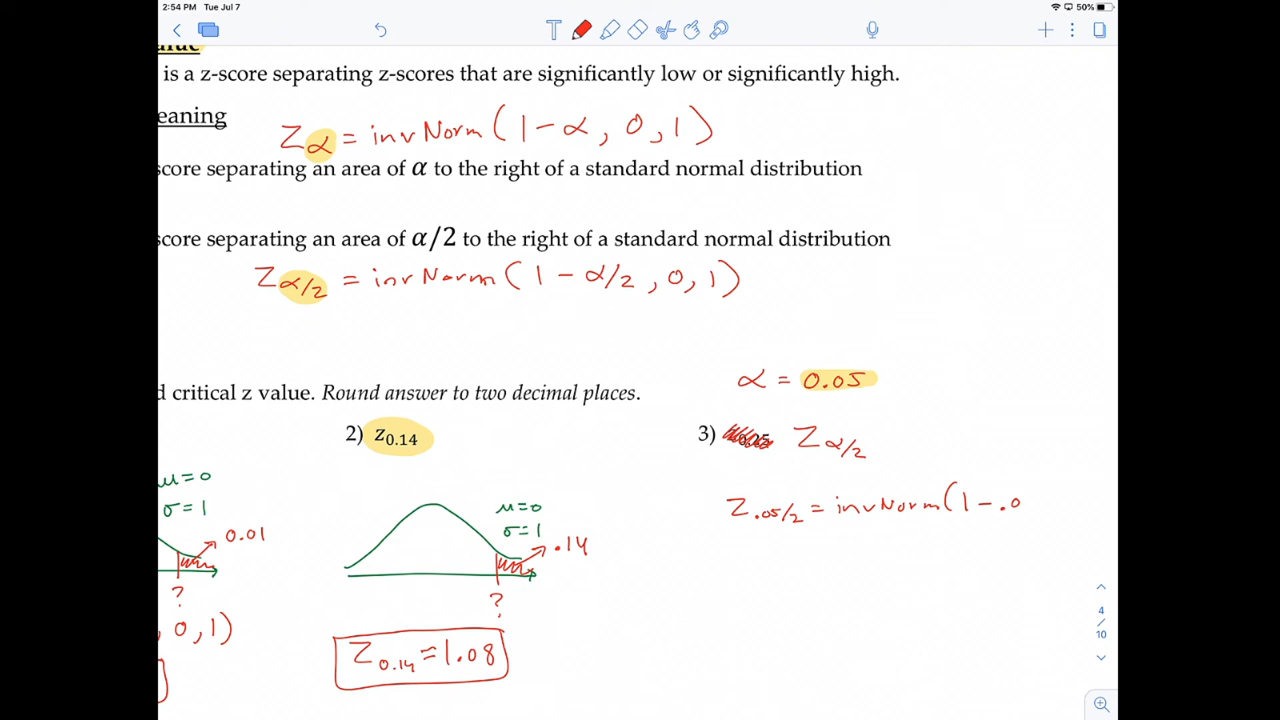 2:54 PM Tue Jul 7
50%
T
value
is a z-score separating z-scores that are significantly low or significantly high.
eaning
Zα = invNorm(1-α, 0, 1)
score separating an area of α to the right of a standard normal distribution
score separating an area of α/2 to the right of a standard normal distribution
Zα/2 = invNorm(1-α/2, 0, 1)
α = 0.05
d critical z value. Round answer to two decimal places.
2) z0.14
3) Zα/2
μ=0
σ=1
0.01
?
, 0, 1)
μ=0
σ=1
.14
?
Z0.14≈1.08
Z.05/2 = invNorm(1-.0
4
/
10